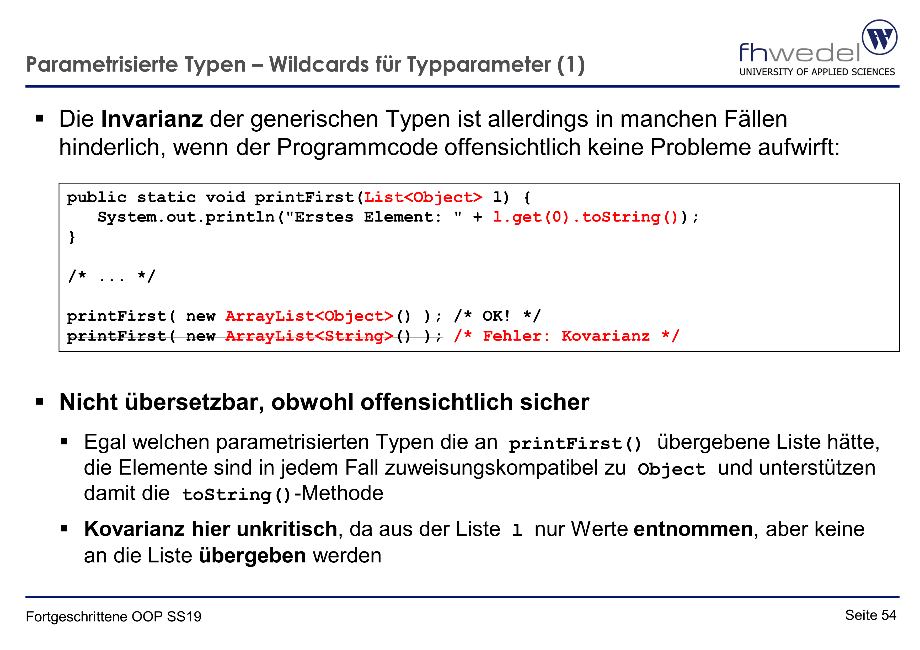 Parametrisierte Typen – Wildcards für Typparameter (1)
fhwedel W
UNIVERSITY OF APPLIED SCIENCES
▪ Die Invarianz der generischen Typen ist allerdings in manchen Fällen
hinderlich, wenn der Programmcode offensichtlich keine Probleme aufwirft:
public static void printFirst(List<Object> l) {
   System.out.println("Erstes Element: " + l.get(0).toString());
}
/* ... */
printFirst( new ArrayList<Object>() ); /* OK! */
printFirst( new ArrayList<String>() ); /* Fehler: Kovarianz */
▪ Nicht übersetzbar, obwohl offensichtlich sicher
▪ Egal welchen parametrisierten Typen die an printFirst() übergebene Liste hätte,
die Elemente sind in jedem Fall zuweisungskompatibel zu Object und unterstützen
damit die toString()-Methode
▪ Kovarianz hier unkritisch, da aus der Liste l nur Werte entnommen, aber keine
an die Liste übergeben werden
Fortgeschrittene OOP SS19
Seite 54